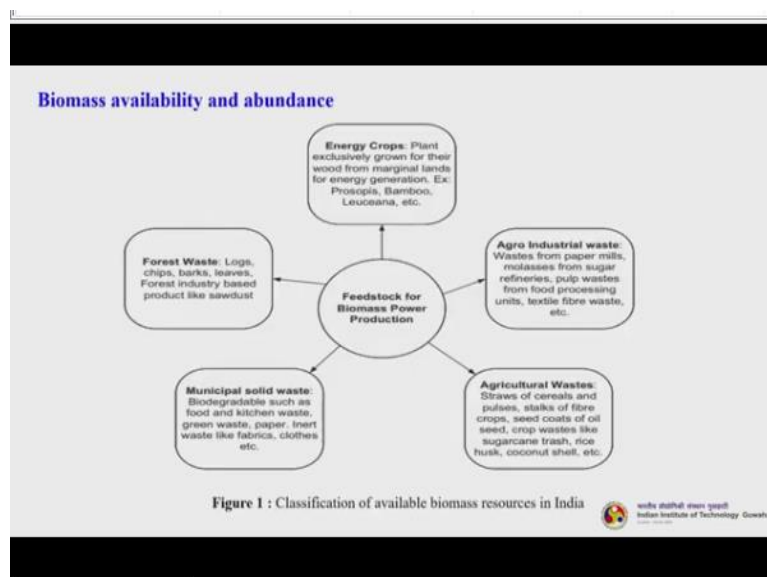 Biomass availability and abundance
Energy Crops: Plant
exclusively grown for their
wood from marginal lands
for energy generation. Ex:
Prosopis, Bamboo,
Leuceana, etc.
Forest Waste: Logs,
chips, barks, leaves,
Forest industry based
product like sawdust
Agro Industrial waste:
Wastes from paper mills,
molasses from sugar
refineries, pulp wastes
from food processing
units, textile fibre waste,
etc.
Feedstock for
Biomass Power
Production
Municipal solid waste:
Biodegradable such as
food and kitchen waste,
green waste, paper. Inert
waste like fabrics, clothes
etc.
Agricultural Wastes:
Straws of cereals and
pulses, stalks of fibre
crops, seed coats of oil
seed, crop wastes like
sugarcane trash, rice
husk, coconut shell, etc.
Figure 1 : Classification of available biomass resources in India
भारतीय प्रौद्योगिकी संस्थान गुवाहाटी
Indian Institute of Technology Guwah